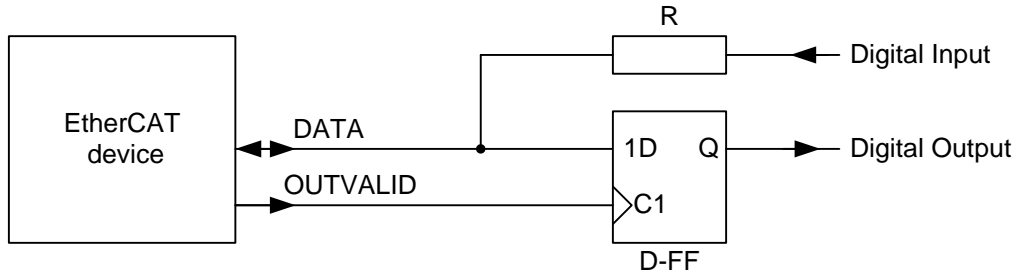 R
Digital Input
EtherCAT
device
DATA
1D
Q
Digital Output
OUTVALID
C1
D-FF